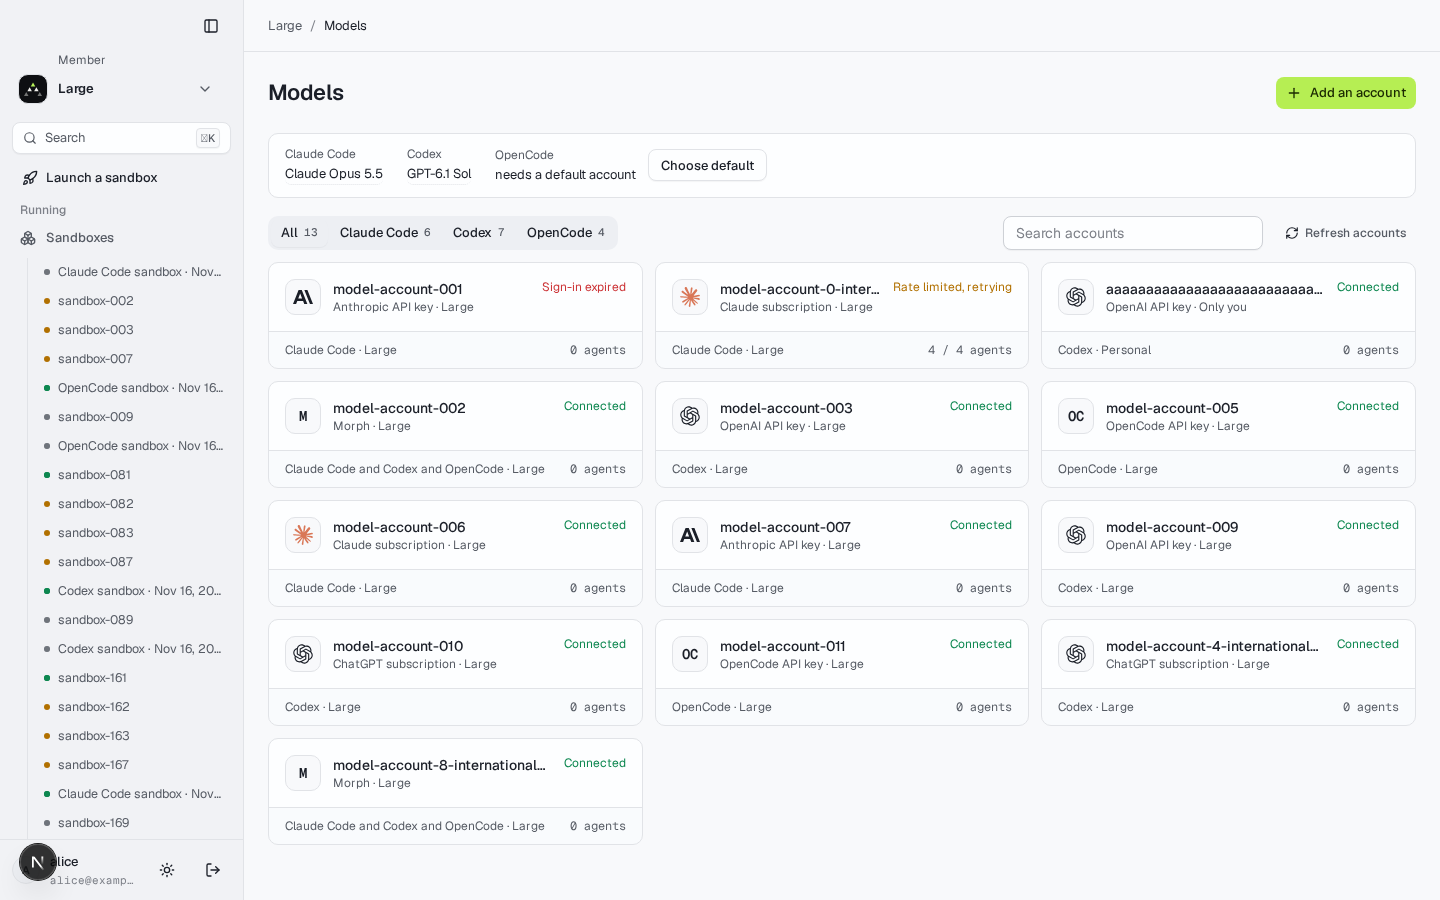 Large / Models
Member
Large
Search
K
Launch a sandbox
Running
Sandboxes
Claude Code sandbox · Nov...
sandbox-002
sandbox-003
sandbox-007
OpenCode sandbox · Nov 16...
sandbox-009
OpenCode sandbox · Nov 16...
sandbox-081
sandbox-082
sandbox-083
sandbox-087
Codex sandbox · Nov 16, 20...
sandbox-089
Codex sandbox · Nov 16, 20...
sandbox-161
sandbox-162
sandbox-163
sandbox-167
Claude Code sandbox · Nov...
sandbox-169
N
alice
alice@examp...
Models
Add an account
Claude Code
Claude Opus 5.5
Codex
GPT-6.1 Sol
OpenCode
needs a default account
Choose default
All 13
Claude Code 6
Codex 7
OpenCode 4
Search accounts
Refresh accounts
model-account-001
Sign-in expired
Anthropic API key · Large
Claude Code · Large
0 agents
model-account-0-inter...
Rate limited, retrying
Claude subscription · Large
Claude Code · Large
4 / 4 agents
aaaaaaaaaaaaaaaaaaaaaaaaaa...
Connected
OpenAI API key · Only you
Codex · Personal
0 agents
M
model-account-002
Connected
Morph · Large
Claude Code and Codex and OpenCode · Large
0 agents
model-account-003
Connected
OpenAI API key · Large
Codex · Large
0 agents
OC
model-account-005
Connected
OpenCode API key · Large
OpenCode · Large
0 agents
model-account-006
Connected
Claude subscription · Large
Claude Code · Large
0 agents
model-account-007
Connected
Anthropic API key · Large
Claude Code · Large
0 agents
model-account-009
Connected
OpenAI API key · Large
Codex · Large
0 agents
model-account-010
Connected
ChatGPT subscription · Large
Codex · Large
0 agents
OC
model-account-011
Connected
OpenCode API key · Large
OpenCode · Large
0 agents
model-account-4-international...
Connected
ChatGPT subscription · Large
Codex · Large
0 agents
M
model-account-8-international...
Connected
Morph · Large
Claude Code and Codex and OpenCode · Large
0 agents